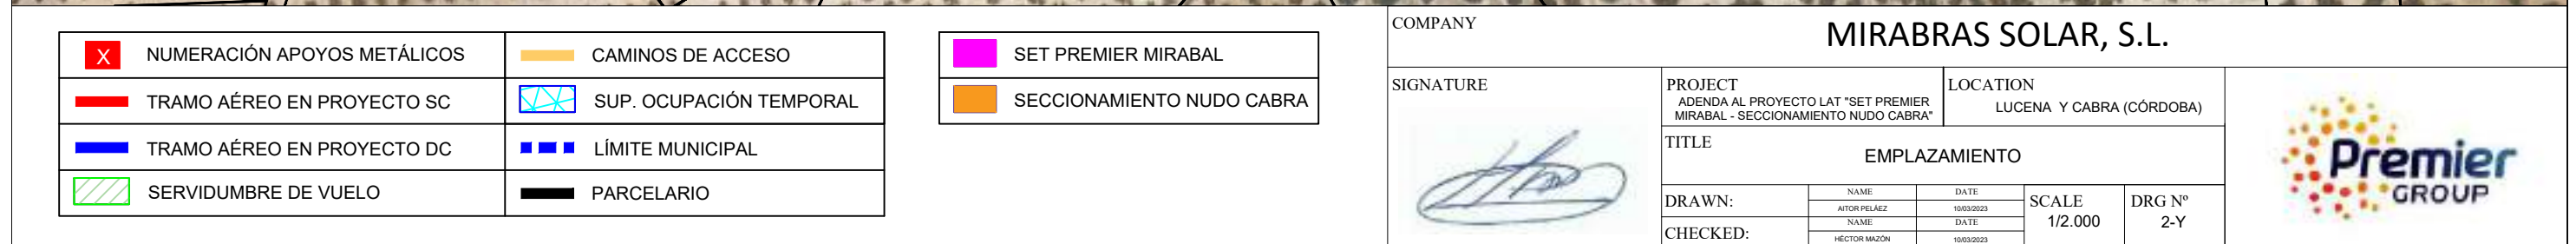 X NUMERACIÓN APOYOS METÁLICOS
TRAMO AÉREO EN PROYECTO SC
TRAMO AÉREO EN PROYECTO DC
SERVIDUMBRE DE VUELO
CAMINOS DE ACCESO
SUP. OCUPACIÓN TEMPORAL
LÍMITE MUNICIPAL
PARCELARIO
SET PREMIER MIRABAL
SECCIONAMIENTO NUDO CABRA
COMPANY
MIRABRAS SOLAR, S.L.
SIGNATURE
PROJECT
ADENDA AL PROYECTO LAT "SET PREMIER
MIRABAL - SECCIONAMIENTO NUDO CABRA"
LOCATION
LUCENA Y CABRA (CÓRDOBA)
TITLE
EMPLAZAMIENTO
DRAWN:
NAME
AITOR PELÁEZ
DATE
10/03/2023
CHECKED:
NAME
HÉCTOR MAZÓN
DATE
10/03/2023
SCALE
1/2.000
DRG Nº
2-Y
Premier
GROUP